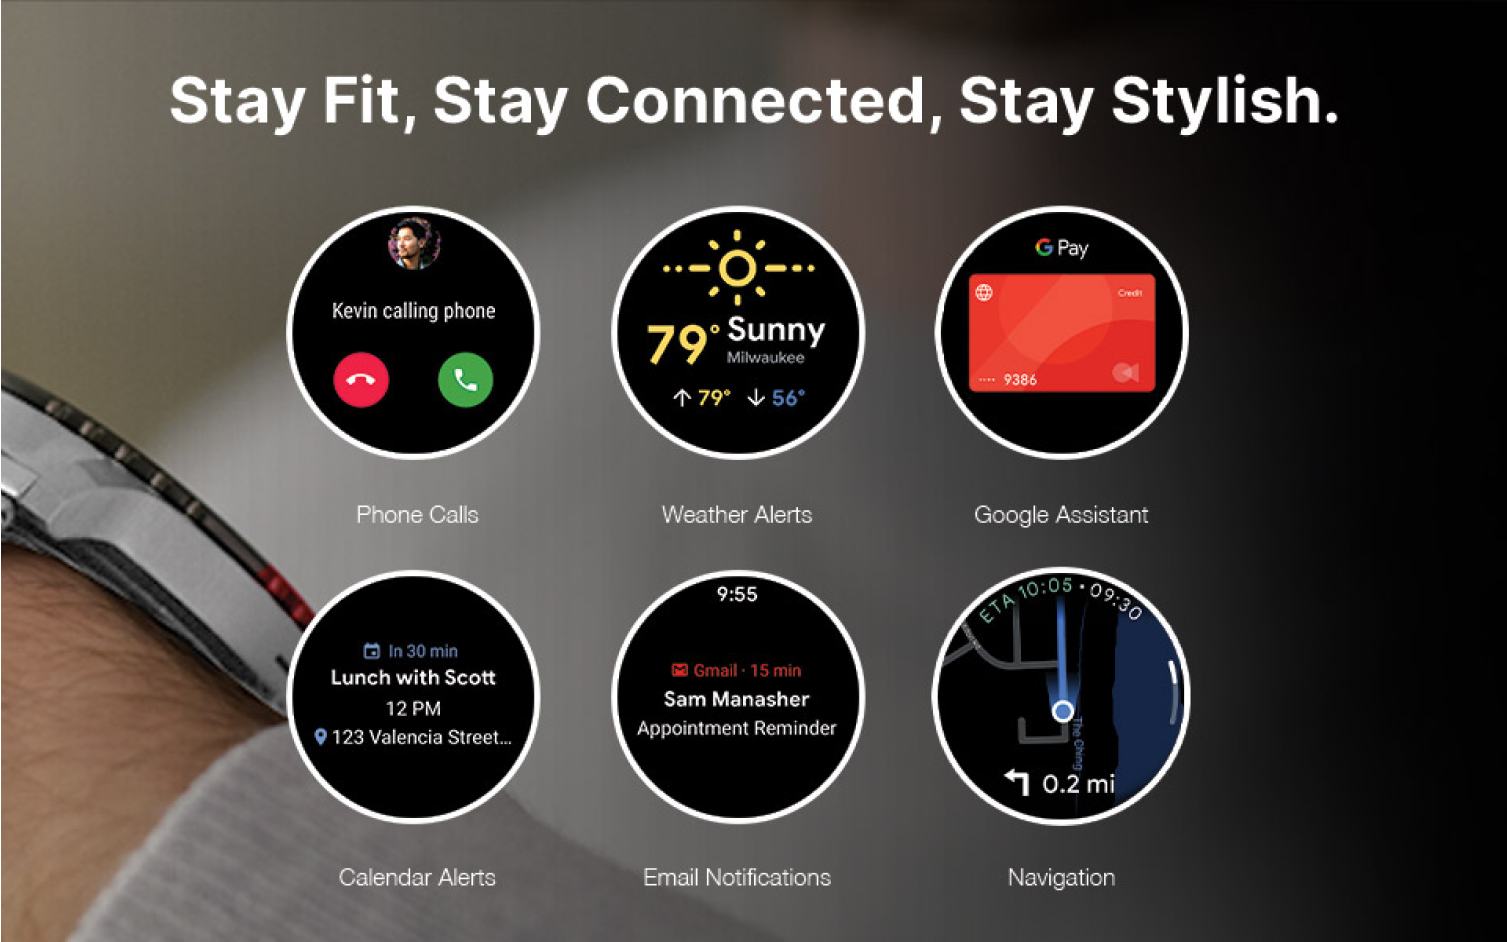 Stay Fit, Stay Connected, Stay Stylish.
Kevin calling phone
79° Sunny
Milwaukee
↑ 79° ↓ 56°
G Pay
Credit
···· 9386
Phone Calls
Weather Alerts
Google Assistant
In 30 min
Lunch with Scott
12 PM
123 Valencia Street...
9:55
Gmail · 15 min
Sam Manasher
Appointment Reminder
ETA 10:05 · 09:30
The Ching
0.2 mi
Calendar Alerts
Email Notifications
Navigation